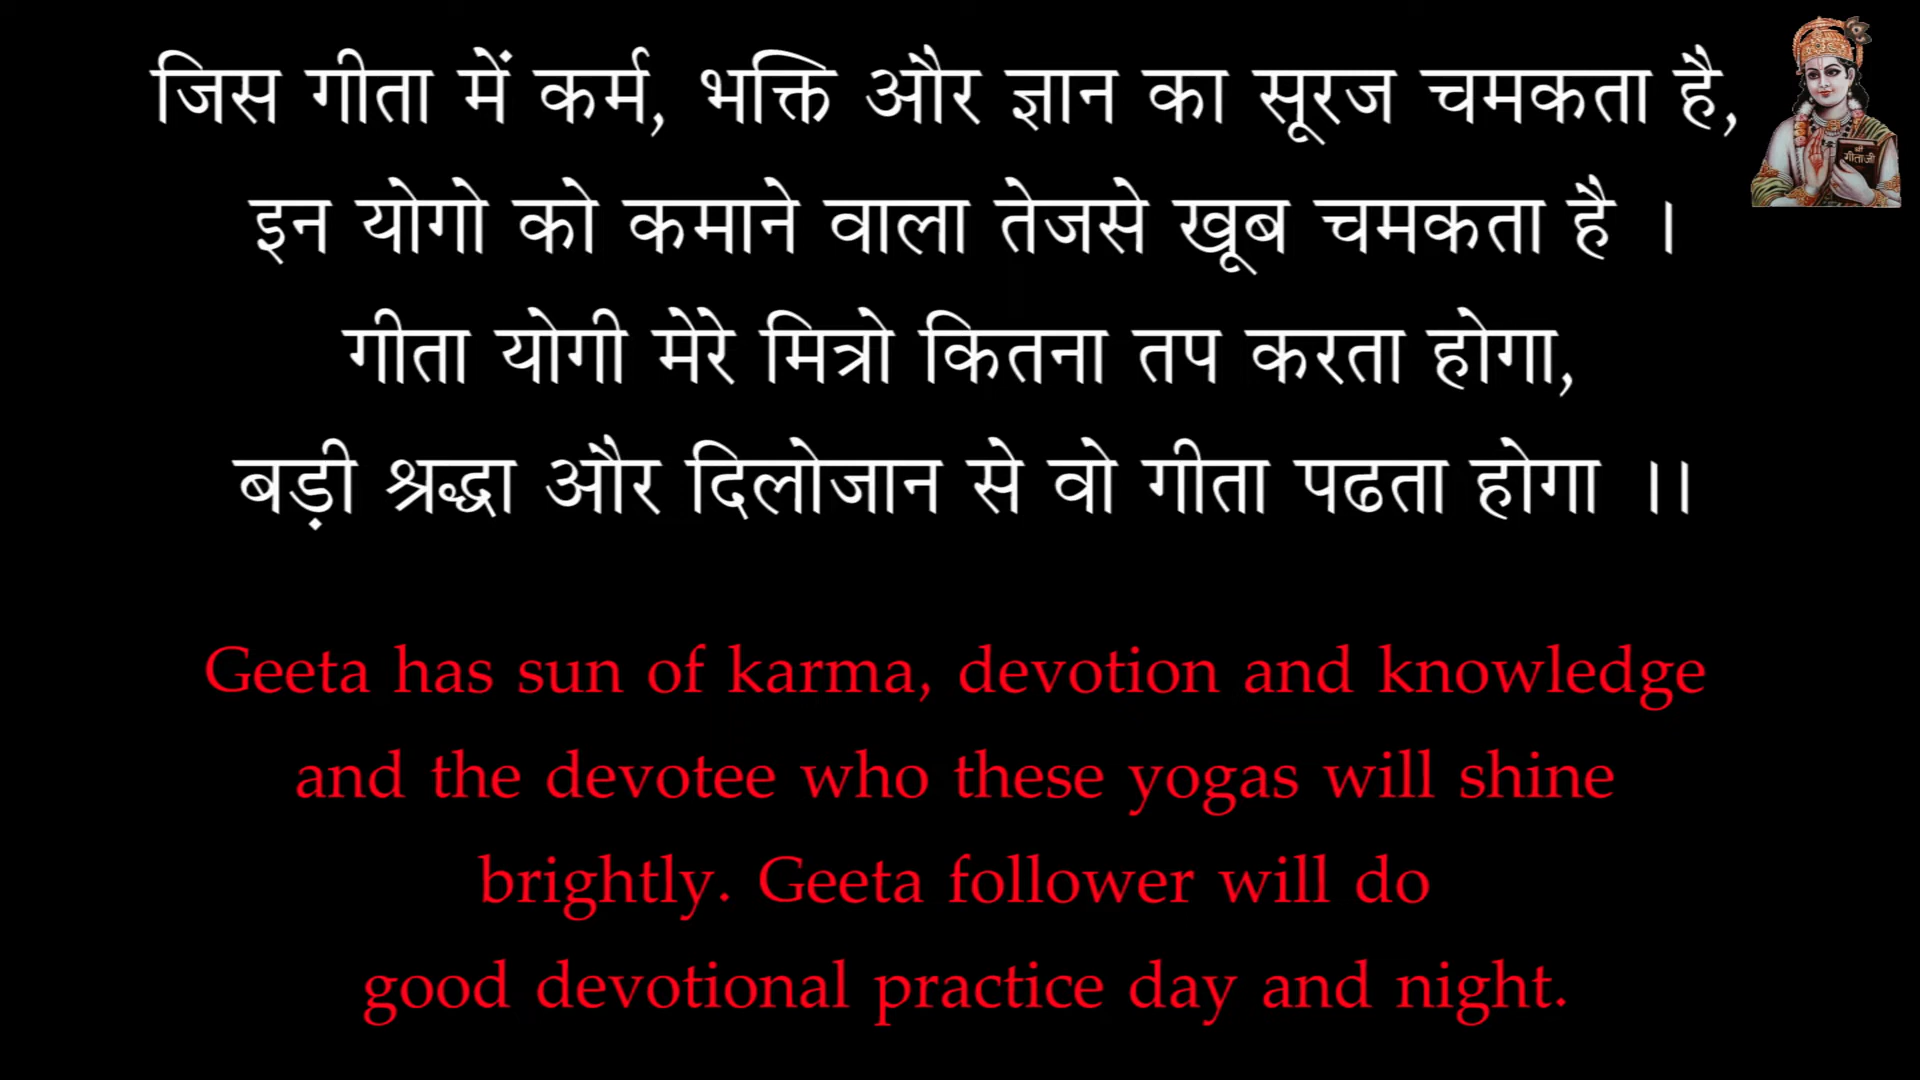 जिस गीता में कर्म, भक्ति और ज्ञान का सूरज चमकता है,
इन योगो को कमाने वाला तेजसे खूब चमकता है ।
गीता योगी मेरे मित्रो कितना तप करता होगा,
बड़ी श्रद्धा और दिलोजान से वो गीता पढता होगा ।।
श्री
गीताजी
Geeta has sun of karma, devotion and knowledge
and the devotee who these yogas will shine
brightly. Geeta follower will do
good devotional practice day and night.